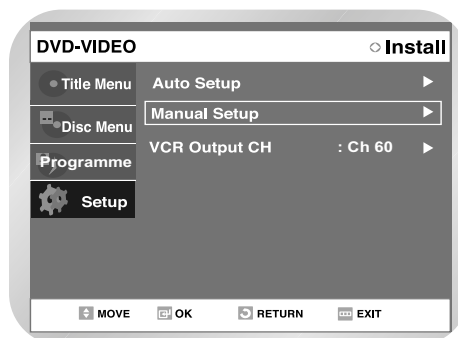 DVD-VIDEO Install
Title Menu
Disc Menu
Programme
Setup
Auto Setup
Manual Setup
VCR Output CH : Ch 60
MOVE OK RETURN EXIT